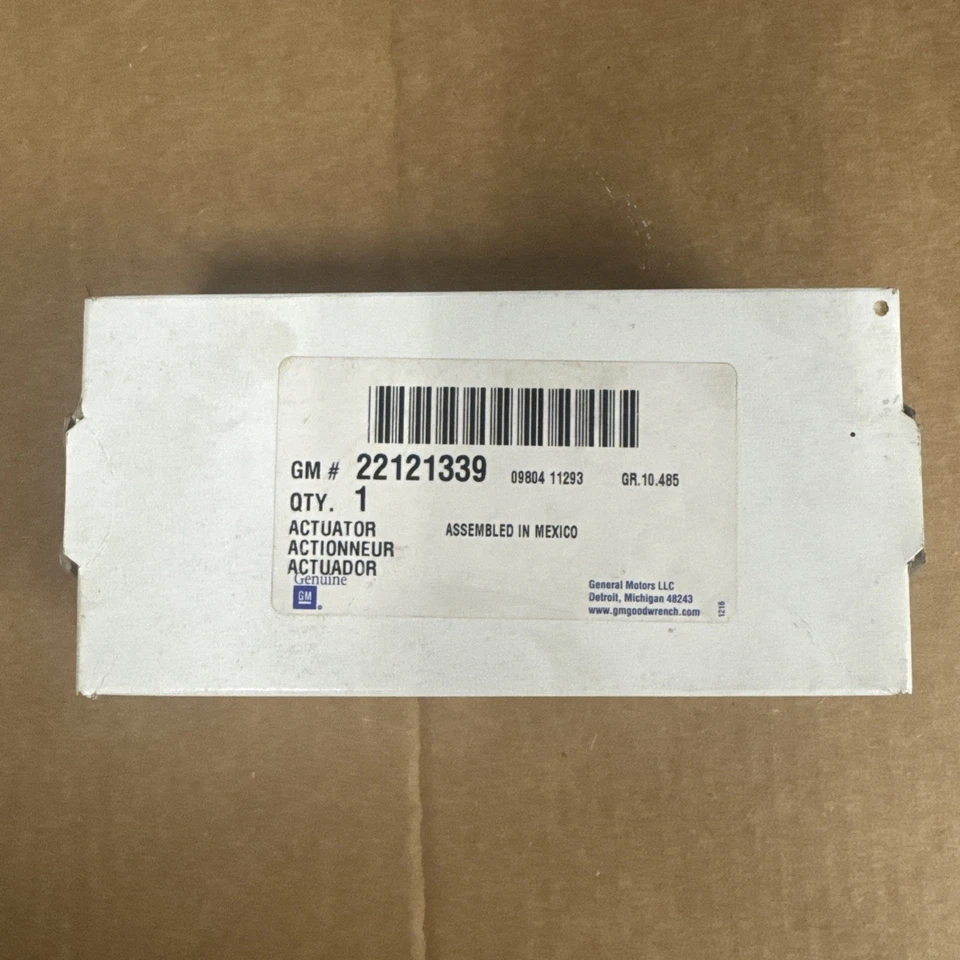 GM # 22121339 09804 11293 GR.10.485
QTY. 1
ACTUATOR ASSEMBLED IN MEXICO
ACTIONNEUR
ACTUADOR
Genuine
GM
General Motors LLC
Detroit, Michigan 48243
www.gmgoodwrench.com
1218